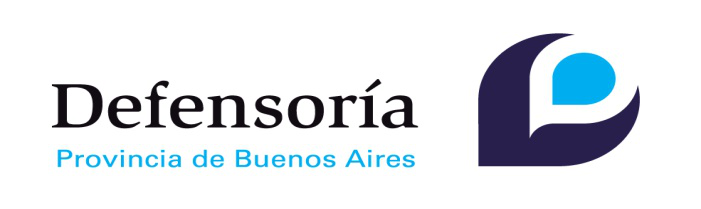 Defensoría
Provincia de Buenos Aires